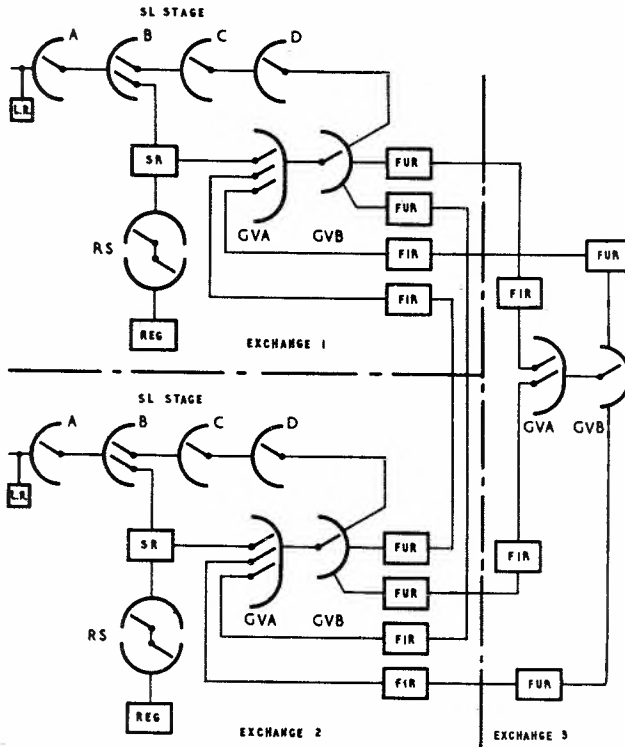 SL STAGE
A B C D
L.R.
SR
FUR
FUR
GVA GVB
RS
FIR
FUR
FIR
FIR
REG
EXCHANGE 1
GVA GVB
SL STAGE
A B C D
L.R.
SR
FUR
FIR
FUR
GVA GVB
RS
FIR
FIR
FUR
REG
EXCHANGE 2
EXCHANGE 3